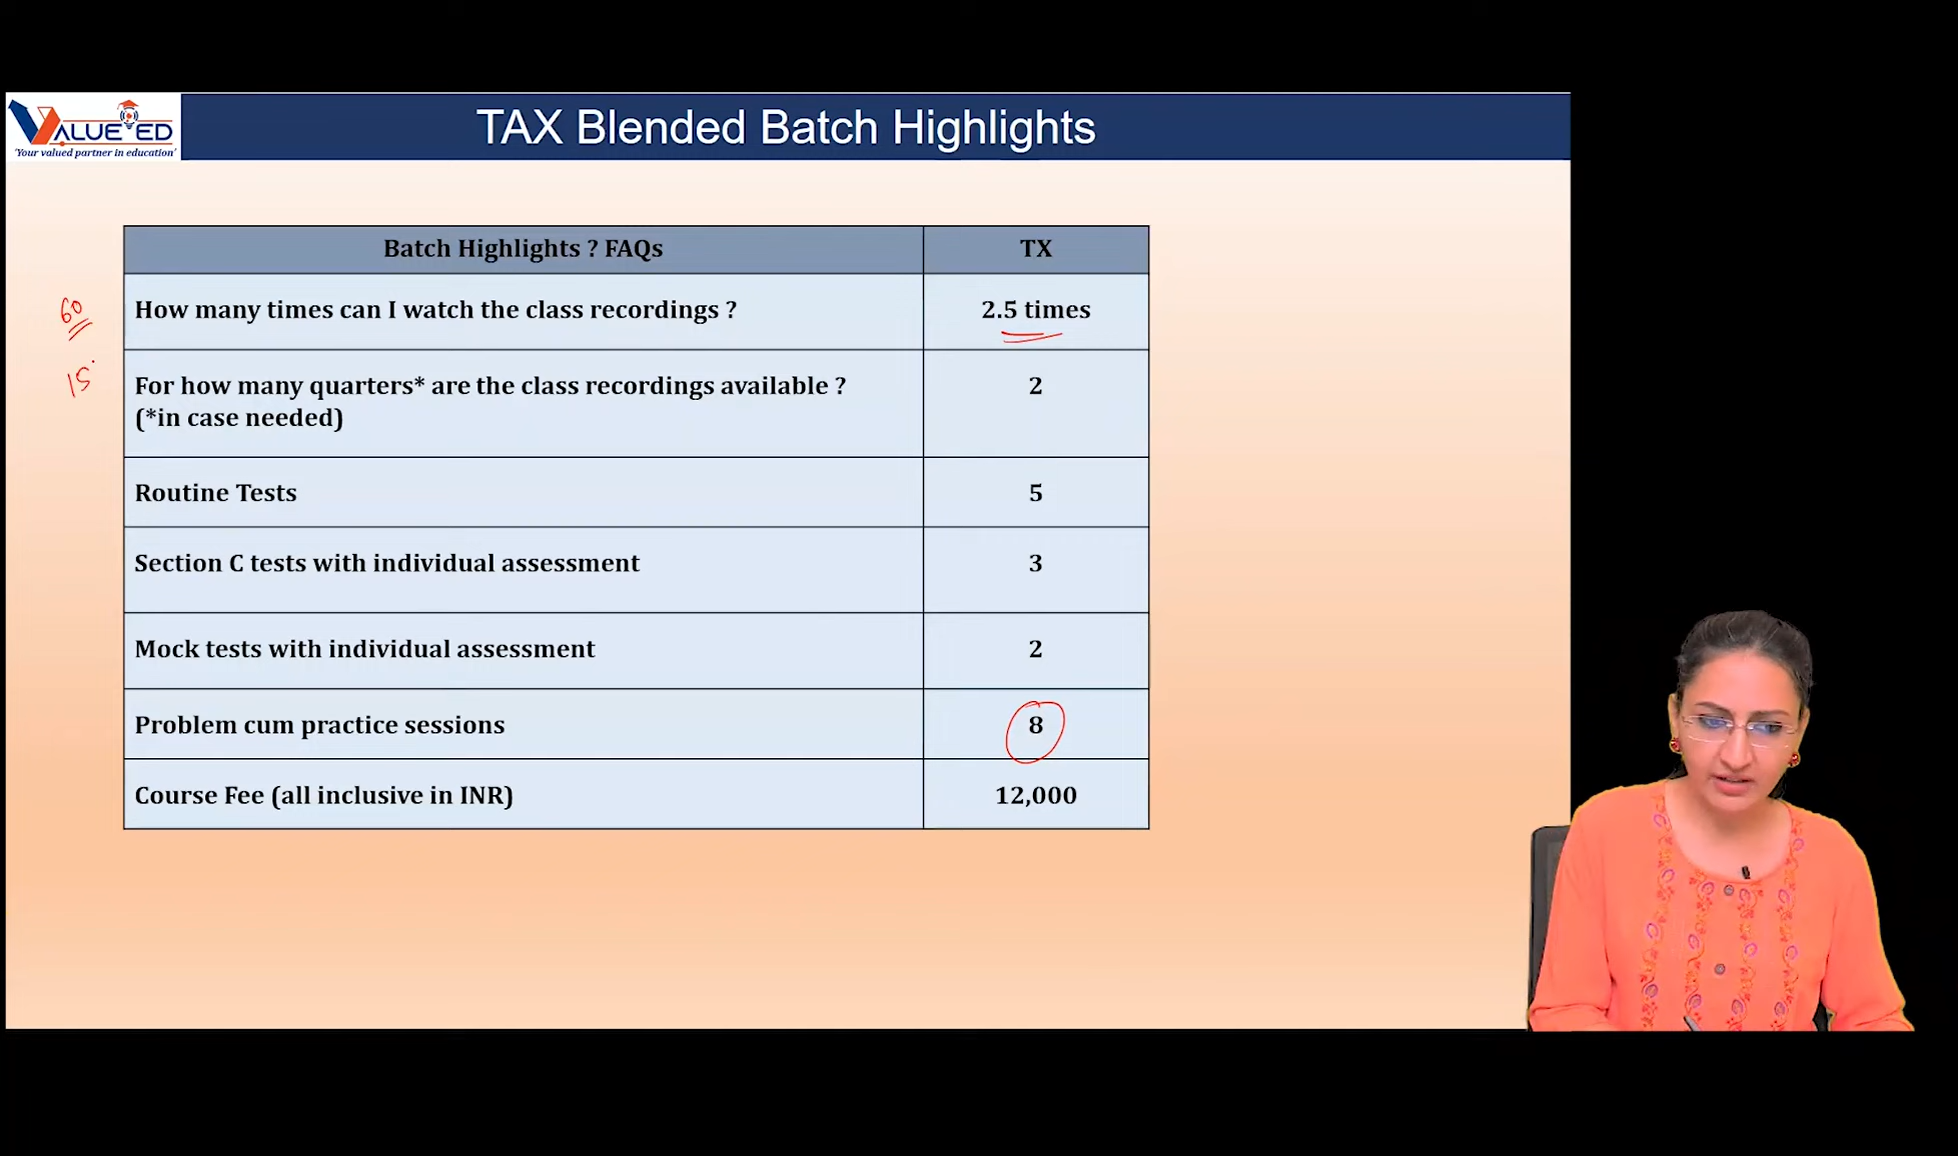 VALUE ED
'Your valued partner in education'
TAX Blended Batch Highlights
Batch Highlights ? FAQs TX
60
How many times can I watch the class recordings ? 2.5 times
15
For how many quarters* are the class recordings available ? 2
(*in case needed)
Routine Tests 5
Section C tests with individual assessment 3
Mock tests with individual assessment 2
Problem cum practice sessions 8
Course Fee (all inclusive in INR) 12,000